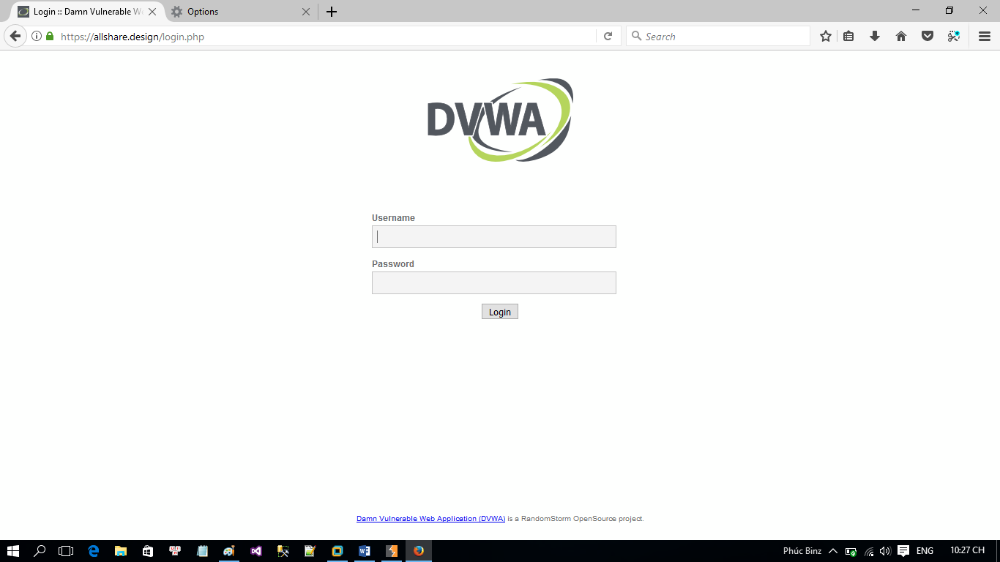 Login :: Damn Vulnerable We
Options
https://allshare.design/login.php
Search
DVWA
Username
Password
Login
Damn Vulnerable Web Application (DVWA) is a RandomStorm OpenSource project.
Phúc Binz
ENG
10:27 CH